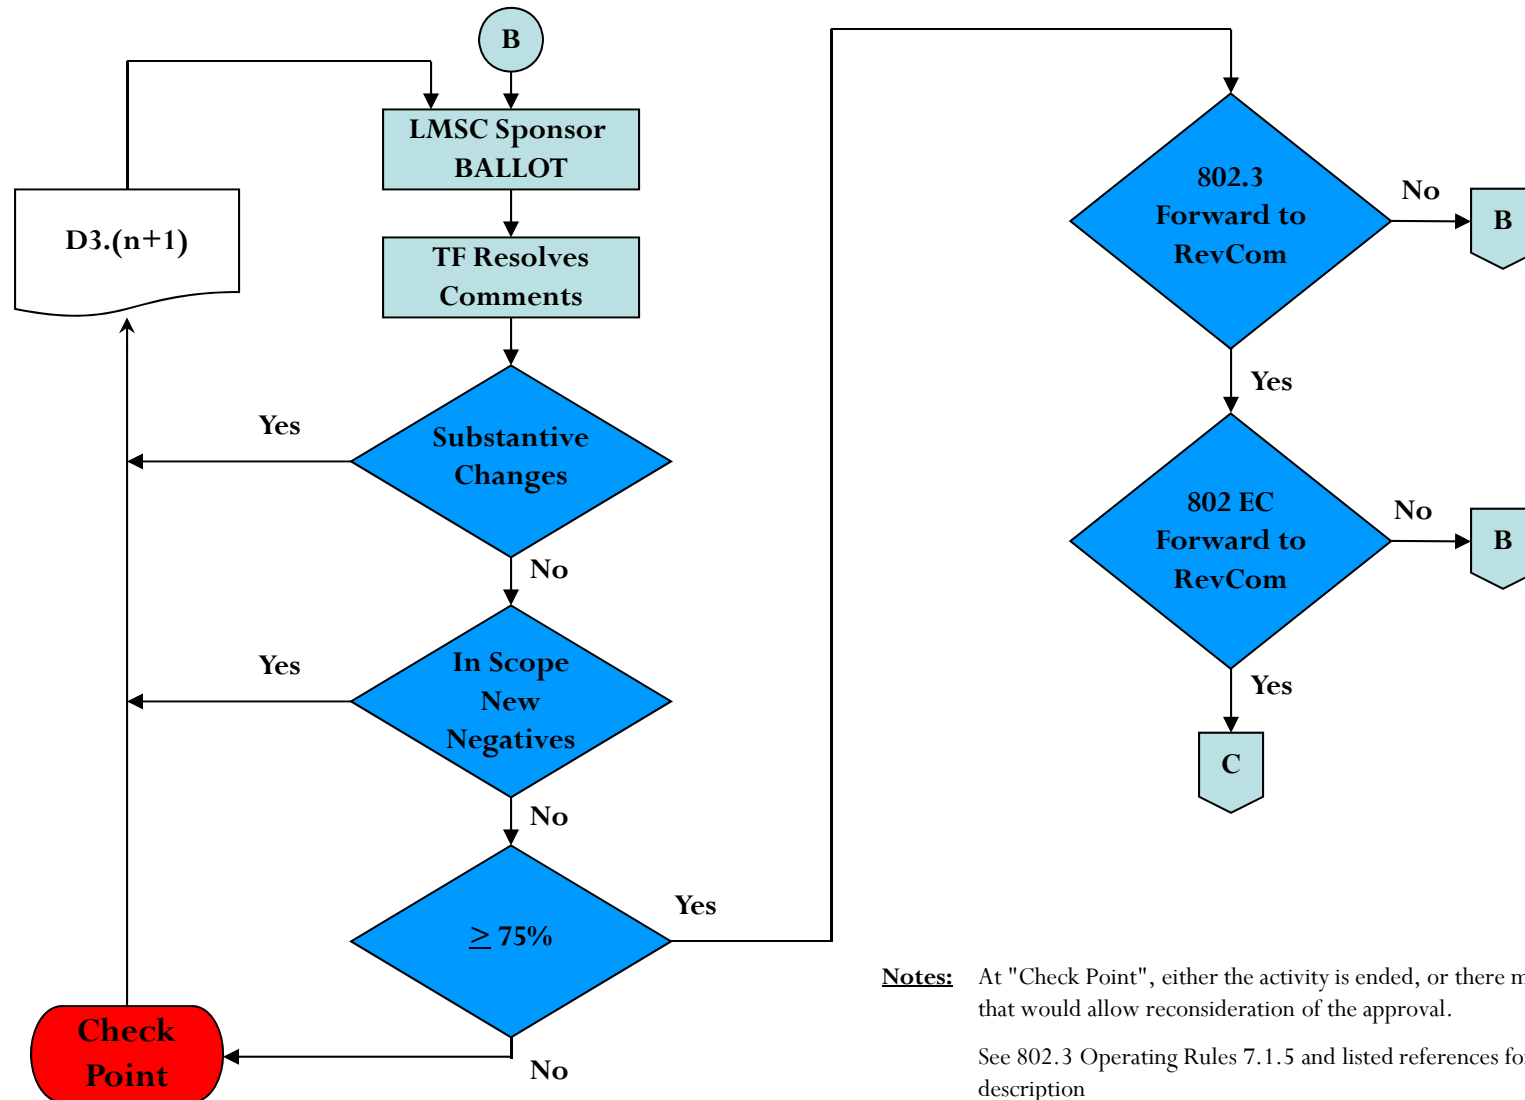 B
LMSC Sponsor
BALLOT
D3.(n+1)
TF Resolves
Comments
Yes
Substantive
Changes
No
Yes
In Scope
New
Negatives
No
≥ 75%
Yes
No
Check
Point
802.3
Forward to
RevCom
No
B
Yes
802 EC
Forward to
RevCom
No
B
Yes
C
Notes: At "Check Point", either the activity is ended, or there
that would allow reconsideration of the approval.
See 802.3 Operating Rules 7.1.5 and listed references
description